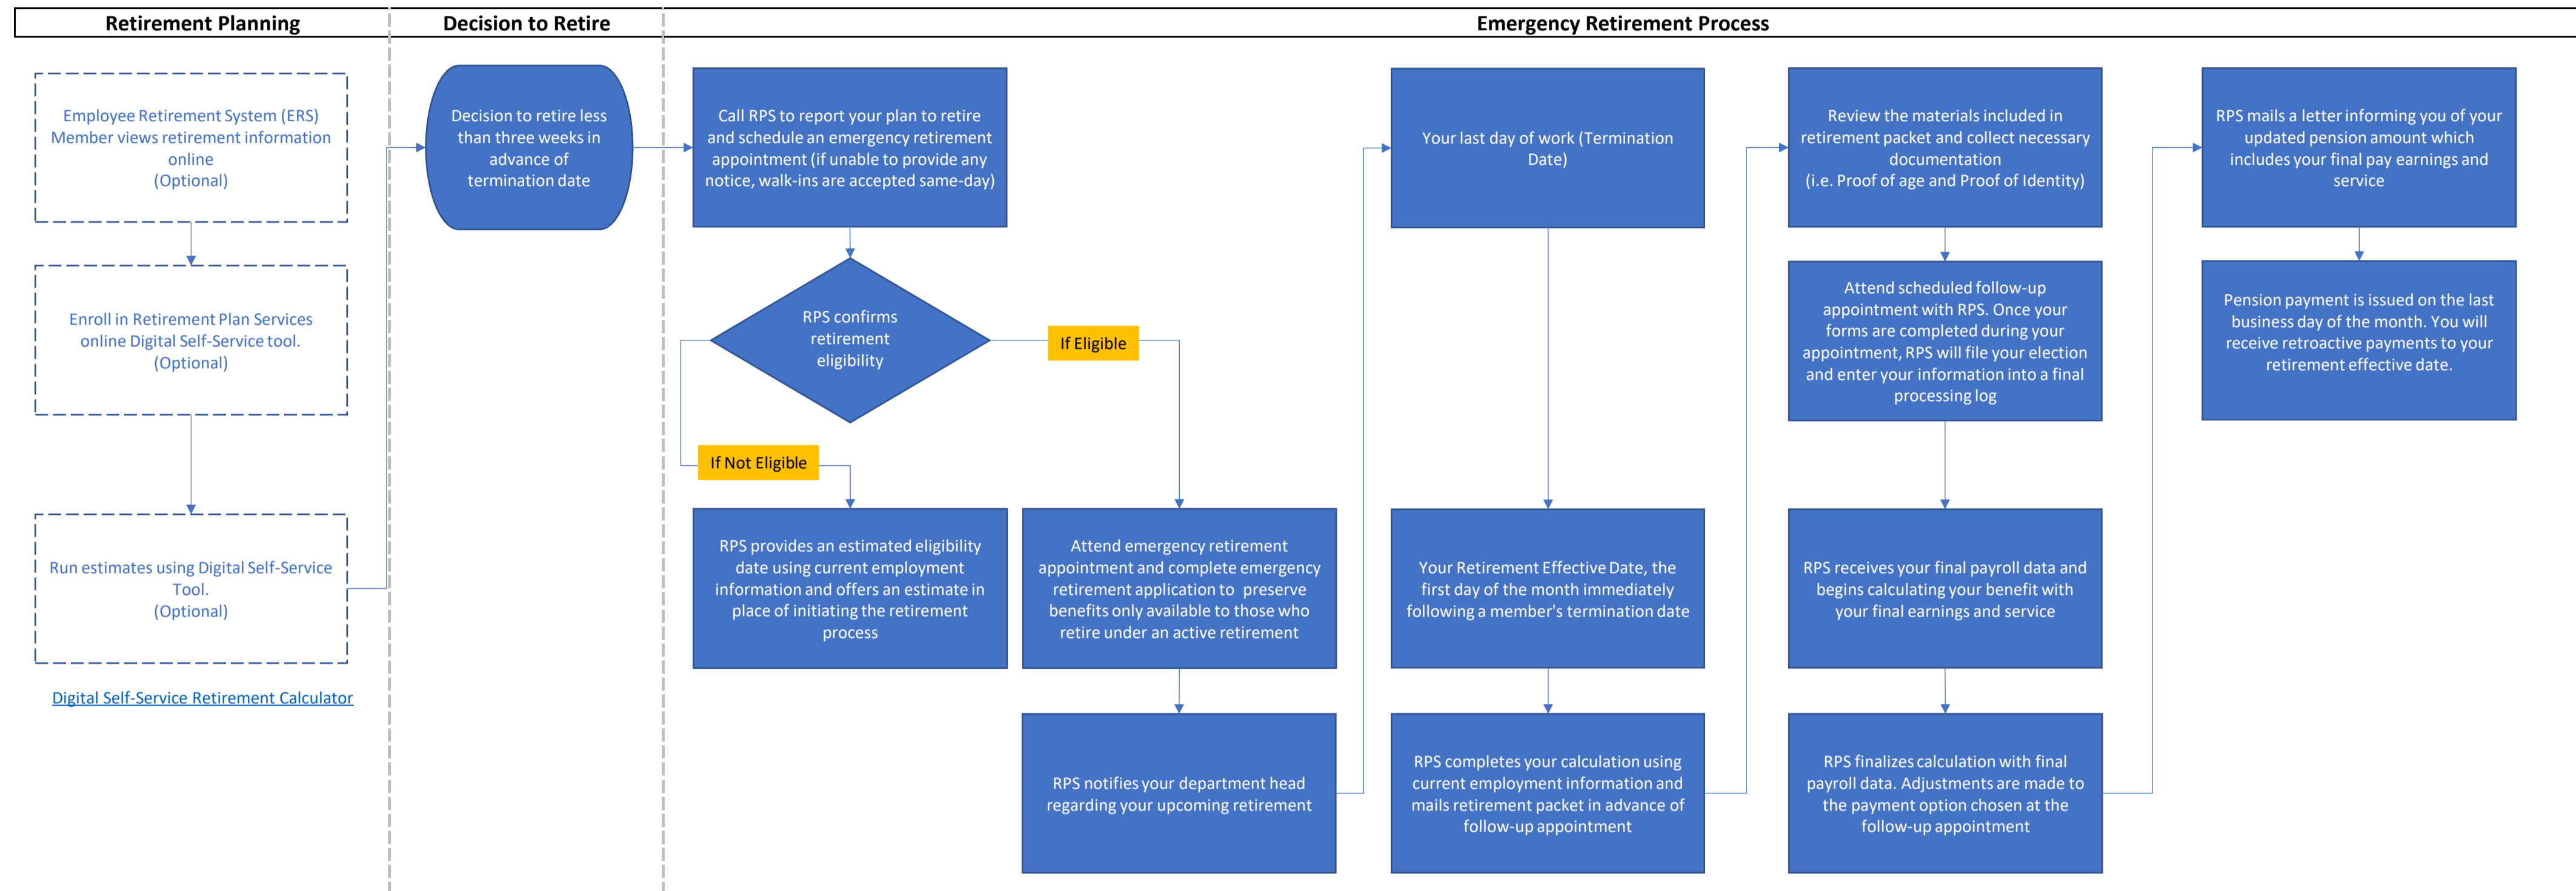 Retirement Planning
Decision to Retire
Emergency Retirement Process
Employee Retirement System (ERS)
Member views retirement information
online
(Optional)
Enroll in Retirement Plan Services
online Digital Self-Service tool.
(Optional)
Run estimates using Digital Self-Service
Tool.
(Optional)
Digital Self-Service Retirement Calculator
Decision to retire less
than three weeks in
advance of
termination date
Call RPS to report your plan to retire
and schedule an emergency retirement
appointment (if unable to provide any
notice, walk-ins are accepted same-day)
RPS confirms
retirement
eligibility
If Eligible
If Not Eligible
RPS provides an estimated eligibility
date using current employment
information and offers an estimate in
place of initiating the retirement
process
Attend emergency retirement
appointment and complete emergency
retirement application to preserve
benefits only available to those who
retire under an active retirement
RPS notifies your department head
regarding your upcoming retirement
Your last day of work (Termination
Date)
Your Retirement Effective Date, the
first day of the month immediately
following a member's termination date
RPS completes your calculation using
current employment information and
mails retirement packet in advance of
follow-up appointment
Review the materials included in
retirement packet and collect necessary
documentation
(i.e. Proof of age and Proof of Identity)
Attend scheduled follow-up
appointment with RPS. Once your
forms are completed during your
appointment, RPS will file your election
and enter your information into a final
processing log
RPS receives your final payroll data and
begins calculating your benefit with
your final earnings and service
RPS finalizes calculation with final
payroll data. Adjustments are made to
the payment option chosen at the
follow-up appointment
RPS mails a letter informing you of your
updated pension amount which
includes your final pay earnings and
service
Pension payment is issued on the last
business day of the month. You will
receive retroactive payments to your
retirement effective date.